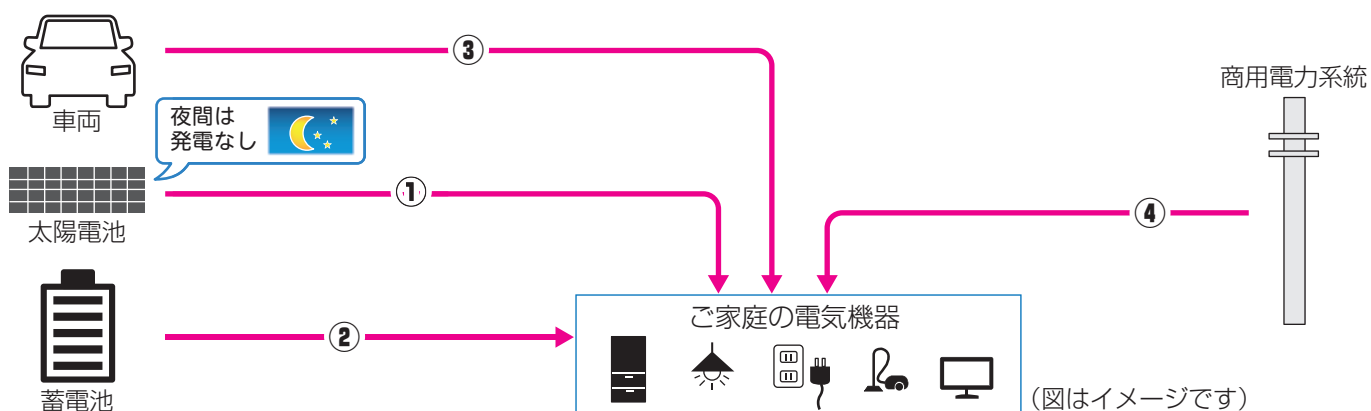 ③
商用電力系統
車両
夜間は
発電なし
①
④
太陽電池
ご家庭の電気機器
②
蓄電池
(図はイメージです)